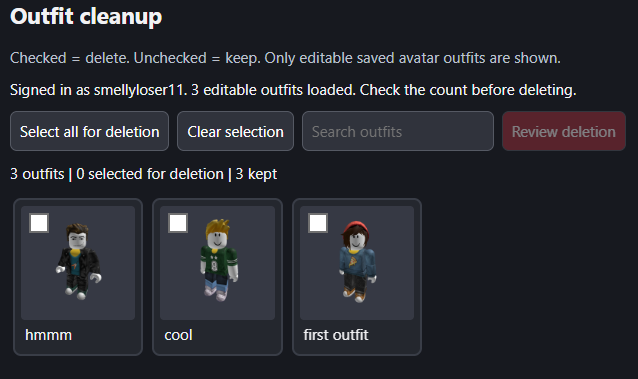 Outfit cleanup
Checked = delete. Unchecked = keep. Only editable saved avatar outfits are shown.
Signed in as smellyloser11. 3 editable outfits loaded. Check the count before deleting.
Select all for deletion Clear selection Search outfits Review deletion
3 outfits | 0 selected for deletion | 3 kept
hmmm cool first outfit